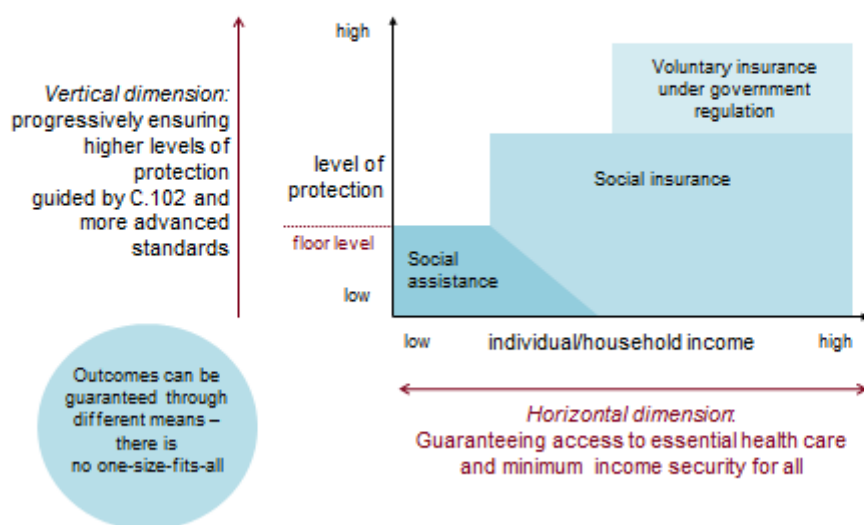 Vertical dimension:
progressively ensuring
higher levels of
protection
guided by C.102 and
more advanced
standards
high
level of
protection
floor level
low
Voluntary insurance
under government
regulation
Social insurance
Social
assistance
low
individual/household income
high
Outcomes can be
guaranteed through
different means –
there is
no one-size-fits-all
Horizontal dimension:
Guaranteeing access to essential health care
and minimum income security for all